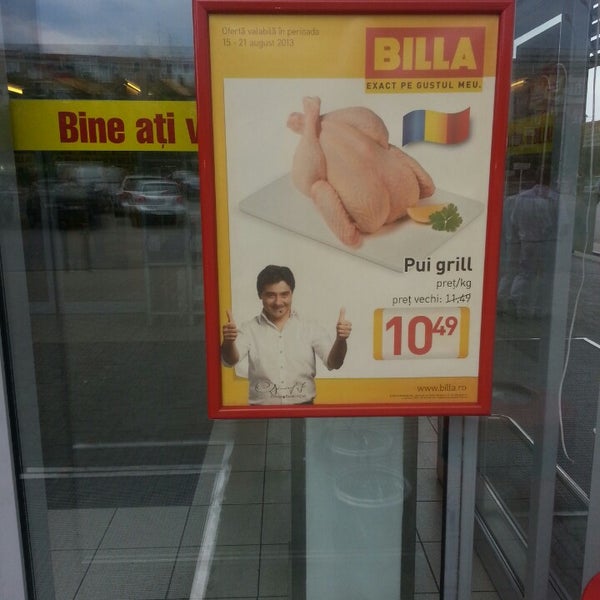 Ofertă valabilă în perioada
15 - 21 august 2013
BILLA
EXACT PE GUSTUL MEU.
Bine ați v
Pui grill
preț/kg
preț vechi: 11,49
10 49
www.billa.ro